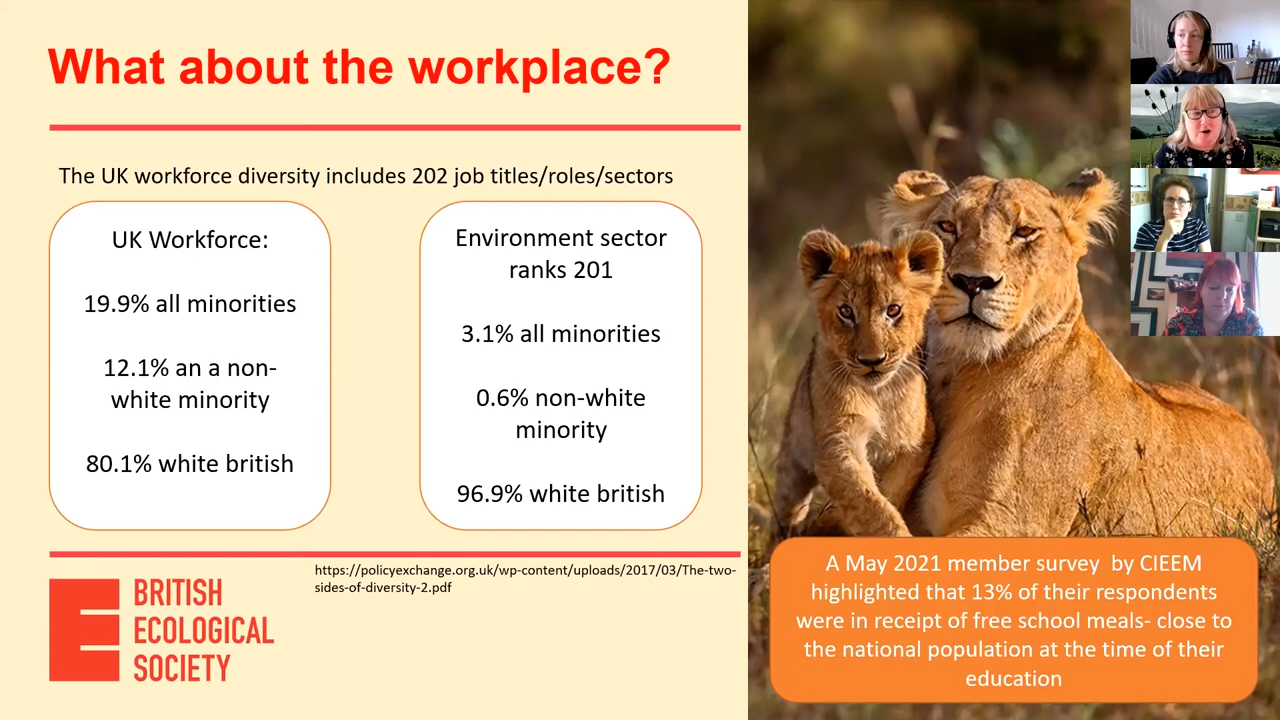 What about the workplace?
The UK workforce diversity includes 202 job titles/roles/sectors
UK Workforce:
19.9% all minorities
12.1% an a non-
white minority
80.1% white british
Environment sector
ranks 201
3.1% all minorities
0.6% non-white
minority
96.9% white british
https://policyexchange.org.uk/wp-content/uploads/2017/03/The-two-
sides-of-diversity-2.pdf
BRITISH
ECOLOGICAL
SOCIETY
A May 2021 member survey  by CIEEM
highlighted that 13% of their respondents
were in receipt of free school meals- close to
the national population at the time of their
education